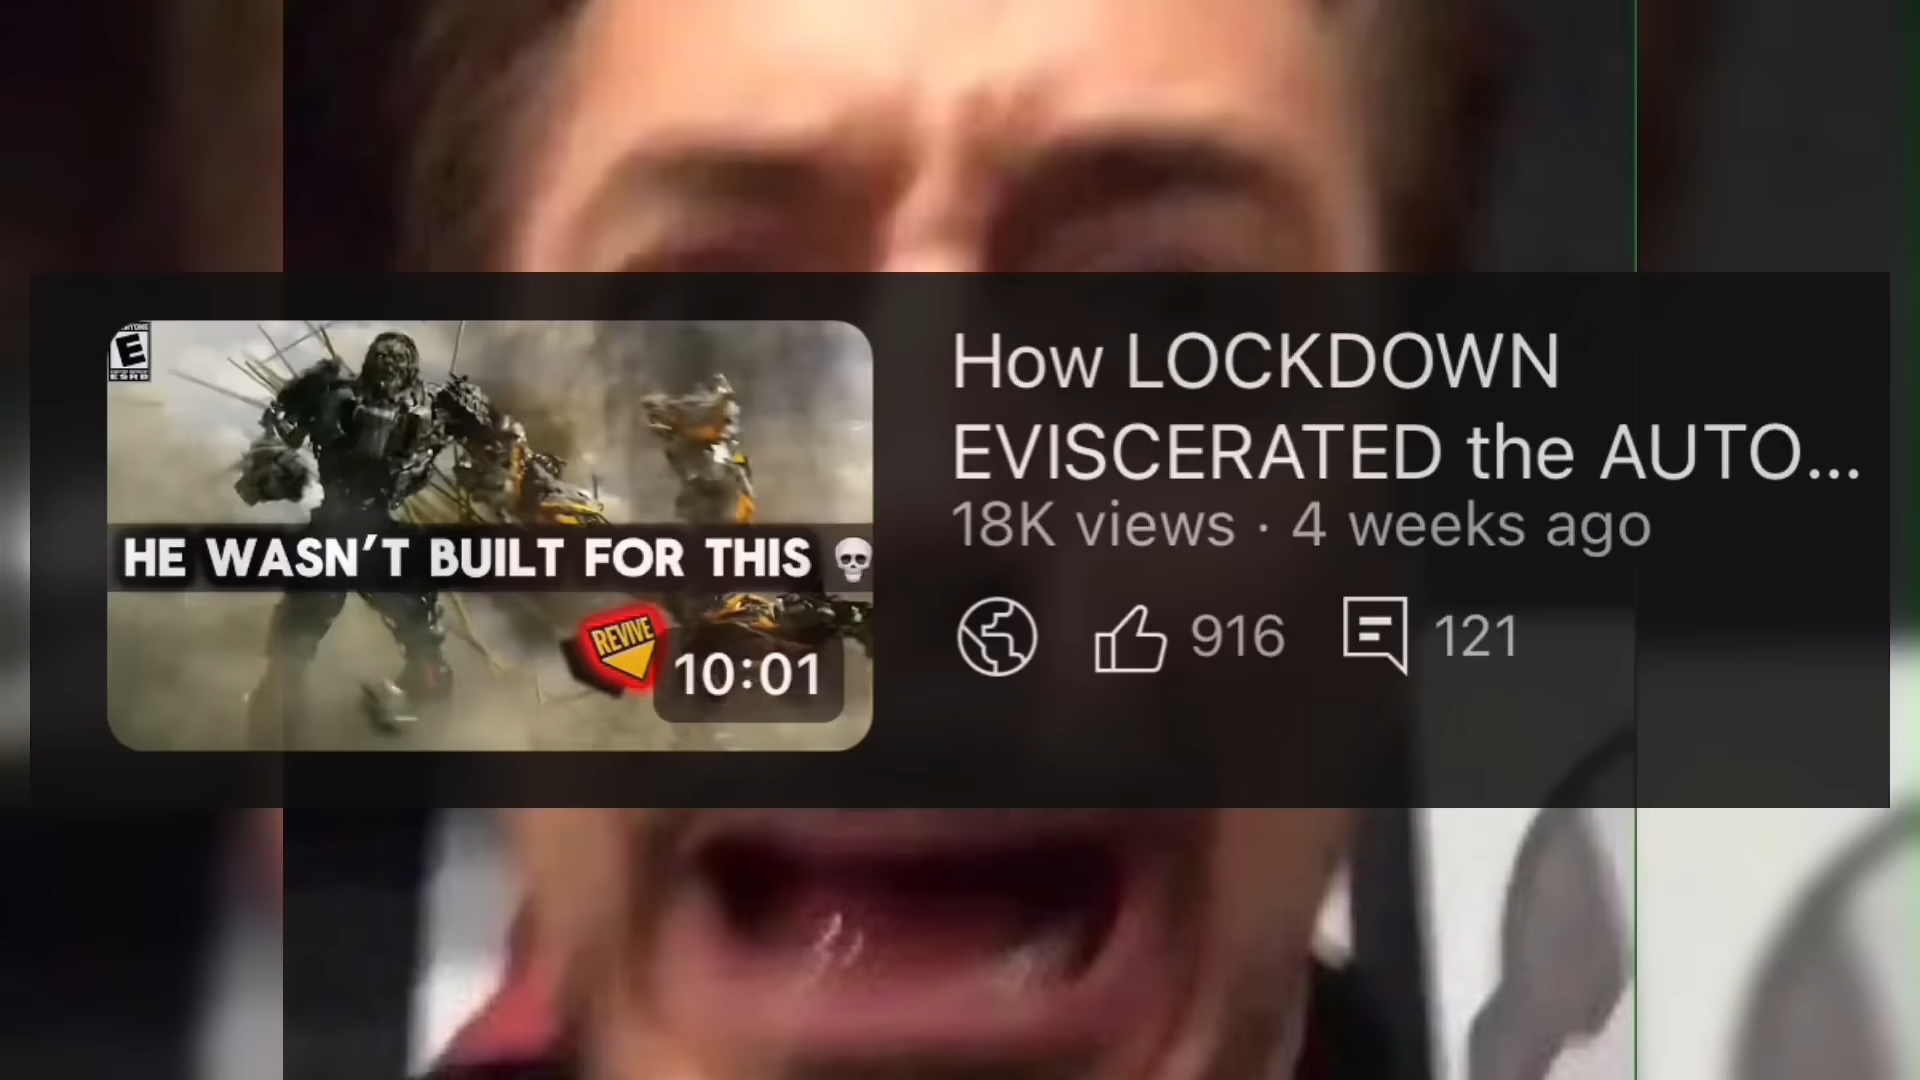 E
ESRB
HE WASN'T BUILT FOR THIS 💀
REVIVE
10:01
How LOCKDOWN
EVISCERATED the AUTO...
18K views · 4 weeks ago
916
121